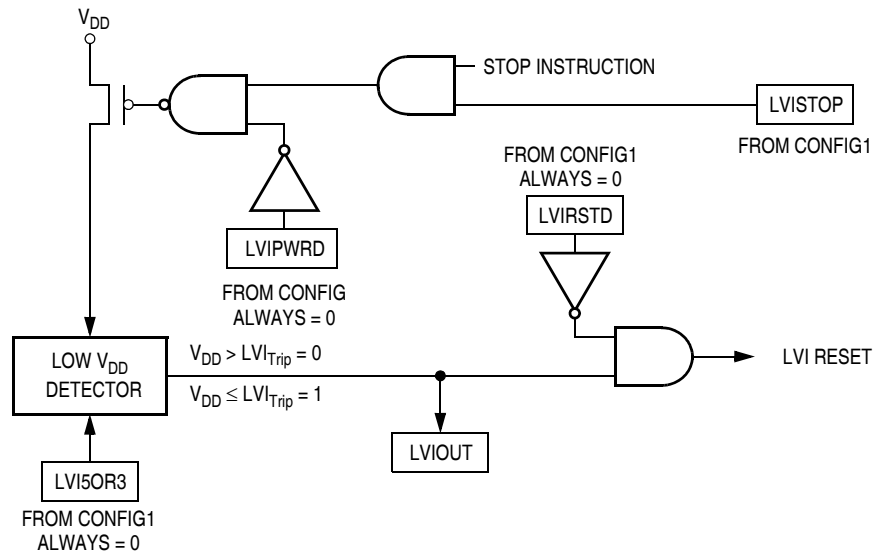 VDD
STOP INSTRUCTION
LVISTOP
FROM CONFIG1
FROM CONFIG1
ALWAYS = 0
LVIRSTD
LVIPWRD
FROM CONFIG
ALWAYS = 0
LOW VDD
DETECTOR
VDD > LVITrip = 0
VDD ≤ LVITrip = 1
LVI RESET
LVIOUT
LVI5OR3
FROM CONFIG1
ALWAYS = 0